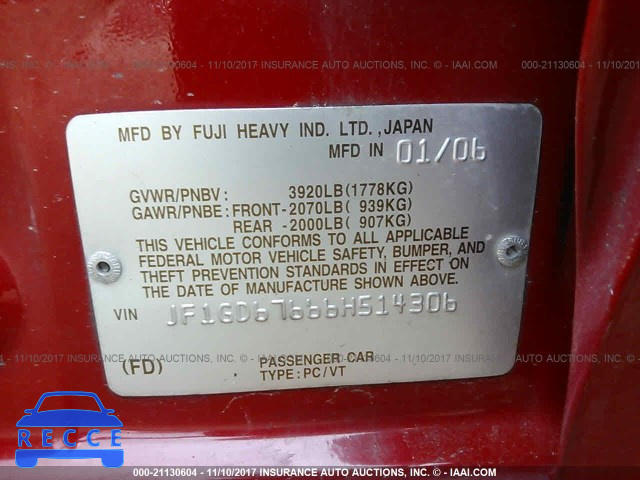 000-21130604 - 11/10/2017 INSURANCE AUTO AUCTIONS, INC. © - IAAI.COM
MFD BY FUJI HEAVY IND. LTD.,JAPAN
MFD IN 01/06
GVWR/PNBV: 3920LB(1778KG)
GAWR/PNBE:FRONT-2070LB( 939KG)
REAR -2000LB( 907KG)
THIS VEHICLE CONFORMS TO ALL APPLICABLE
FEDERAL MOTOR VEHICLE SAFETY, BUMPER, AND
THEFT PREVENTION STANDARDS IN EFFECT ON
THE DATE OF MANUFACTURE SHOWN ABOVE.
VIN JF1GD67666H514306
(FD) PASSENGER CAR
TYPE:PC/VT
RECCE
000-21130604 - 11/10/2017 INSURANCE AUTO AUCTIONS, INC. © - IAAI.COM